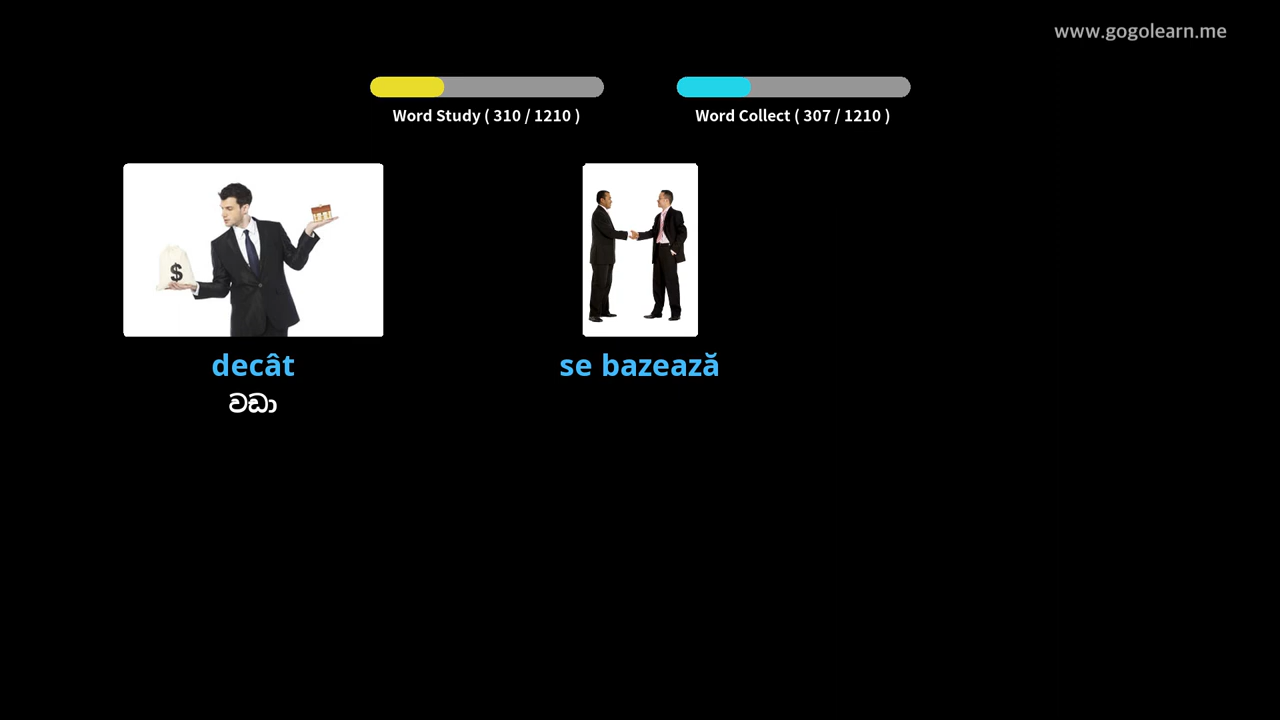 www.gogolearn.me
Word Study ( 310 / 1210 )
Word Collect ( 307 / 1210 )
$
decât
se bazează
වඩා